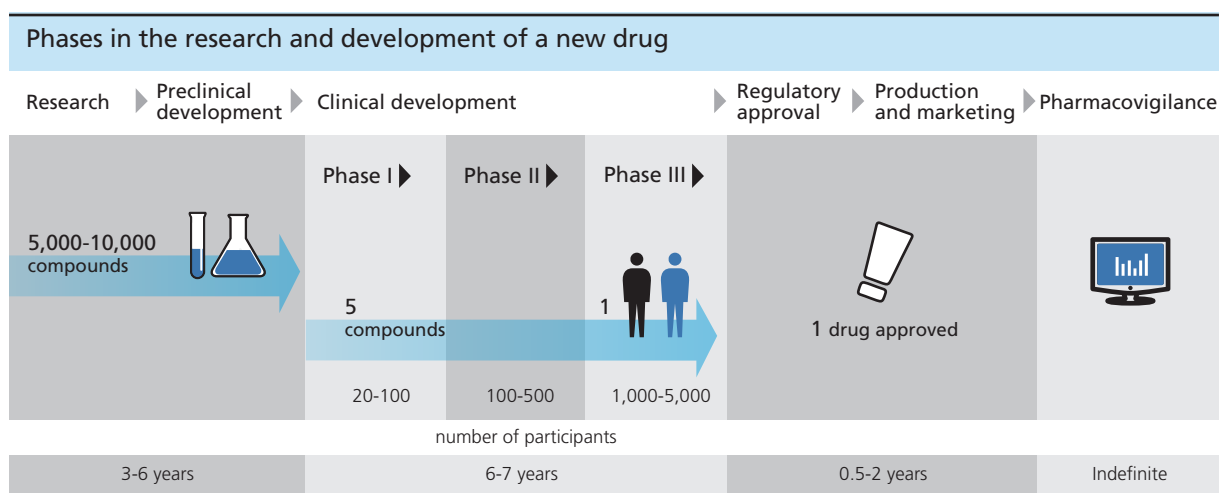 Phases in the research and development of a new drug
Research
Preclinical
development
Clinical development
Regulatory
approval
Production
and marketing
Pharmacovigilance
Phase I
Phase II
Phase III
5,000-10,000
compounds
5
compounds
1
1 drug approved
20-100
100-500
1,000-5,000
number of participants
3-6 years
6-7 years
0.5-2 years
Indefinite